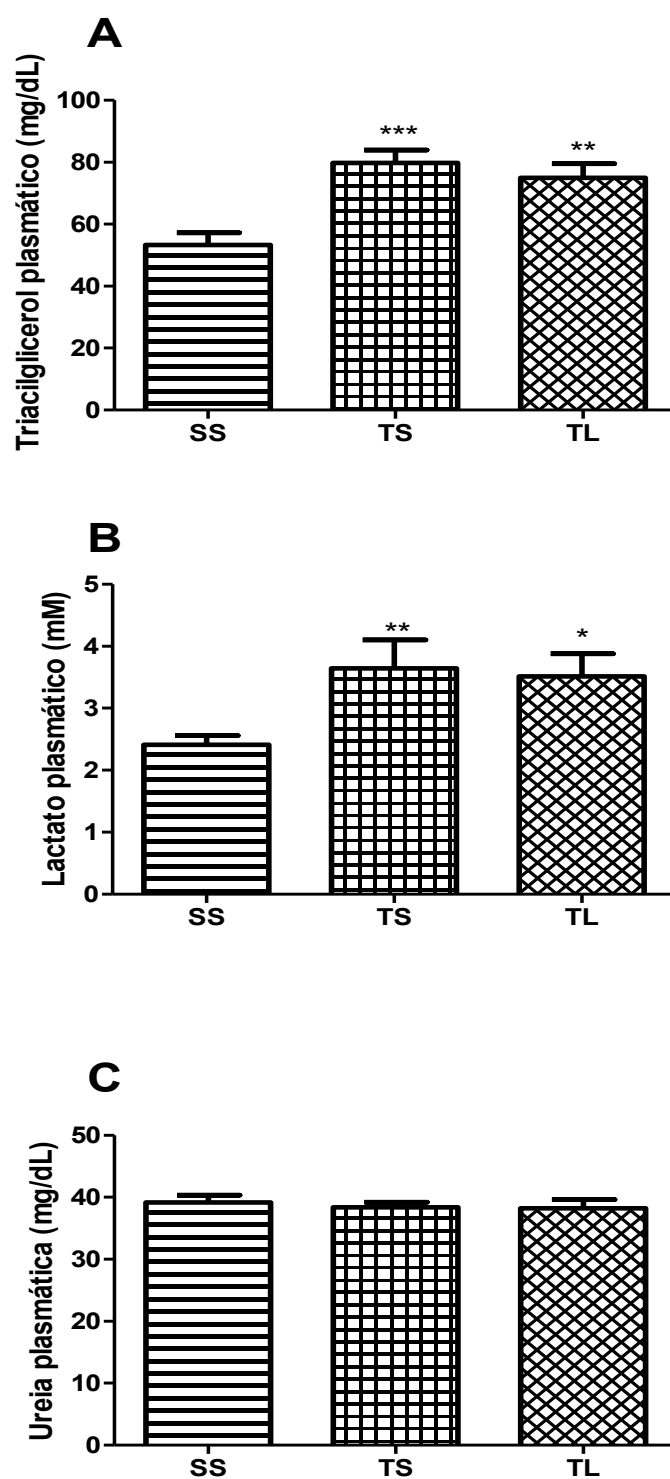 A
Triacilglicerol plasmático (mg/dL)
100
80
60
40
20
0
***
**
SS TS TL
B
Lactato plasmático (mM)
5
4
3
2
1
0
**
*
SS TS TL
C
Ureia plasmática (mg/dL)
50
40
30
20
10
0
SS TS TL